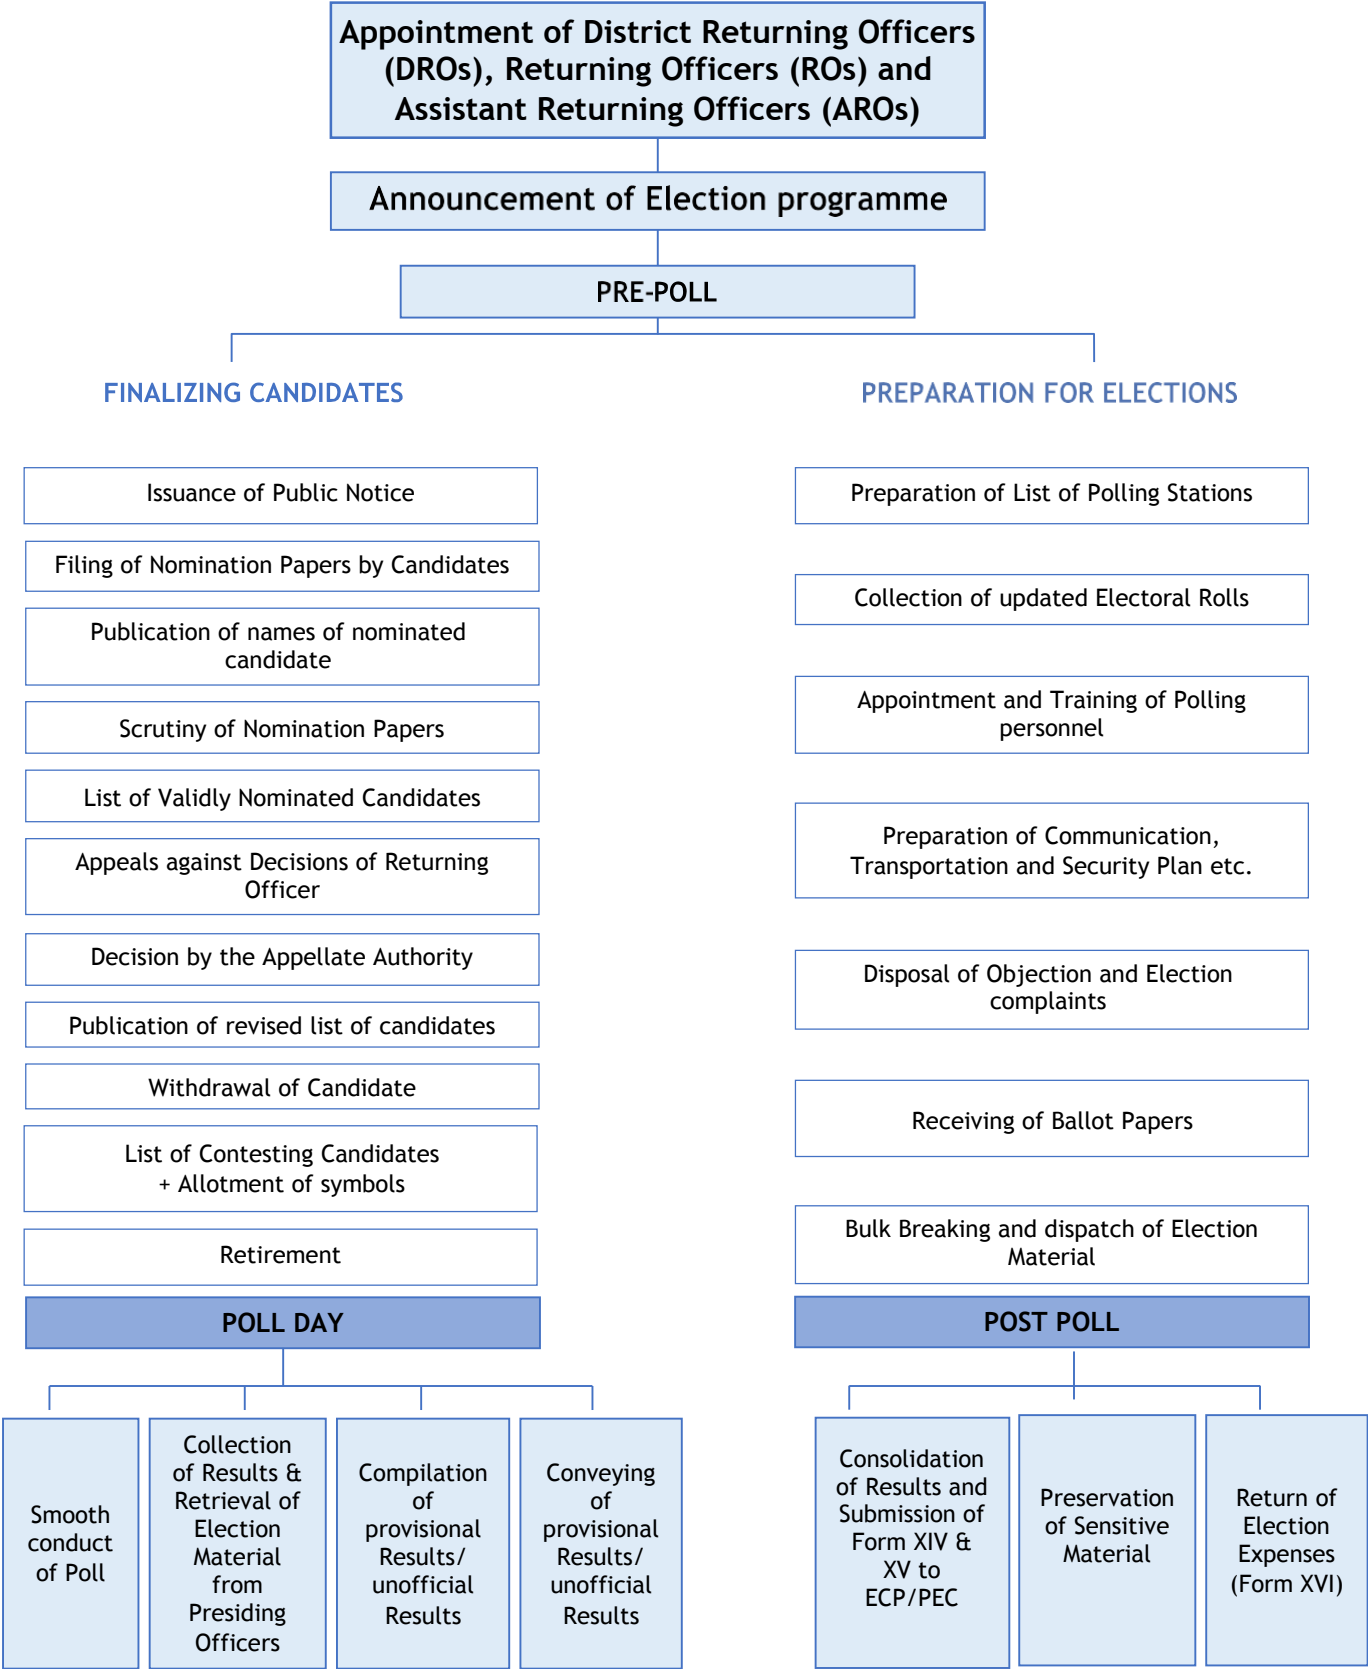 Appointment of District Returning Officers
(DROs), Returning Officers (ROs) and
Assistant Returning Officers (AROs)
Announcement of Election programme
PRE-POLL
FINALIZING CANDIDATES
Issuance of Public Notice
Filing of Nomination Papers by Candidates
Publication of names of nominated
candidate
Scrutiny of Nomination Papers
List of Validly Nominated Candidates
Appeals against Decisions of Returning
Officer
Decision by the Appellate Authority
Publication of revised list of candidates
Withdrawal of Candidate
List of Contesting Candidates
+ Allotment of symbols
Retirement
PREPARATION FOR ELECTIONS
Preparation of List of Polling Stations
Collection of updated Electoral Rolls
Appointment and Training of Polling
personnel
Preparation of Communication,
Transportation and Security Plan etc.
Disposal of Objection and Election
complaints
Receiving of Ballot Papers
Bulk Breaking and dispatch of Election
Material
POLL DAY
Smooth
conduct
of Poll
Collection
of Results &
Retrieval of
Election
Material
from
Presiding
Officers
Compilation
of
provisional
Results/
unofficial
Results
Conveying
of
provisional
Results/
unofficial
Results
POST POLL
Consolidation
of Results and
Submission of
Form XIV &
XV to
ECP/PEC
Preservation
of Sensitive
Material
Return of
Election
Expenses
(Form XVI)